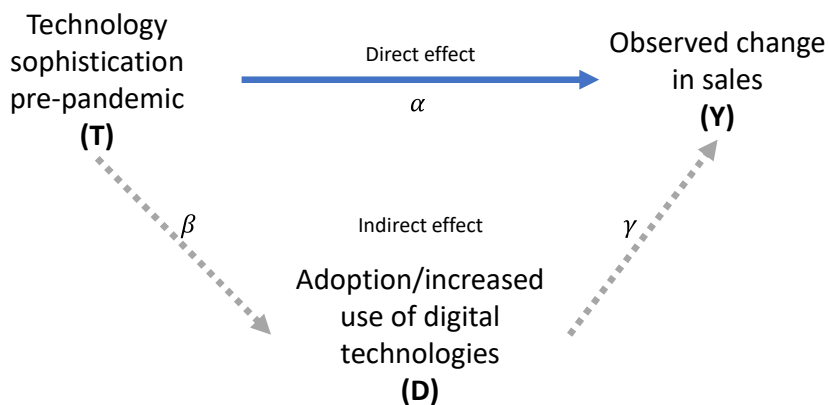 Technology
sophistication
pre-pandemic
(T)
Direct effect
α
Observed change
in sales
(Y)
β
Indirect effect
γ
Adoption/increased
use of digital
technologies
(D)